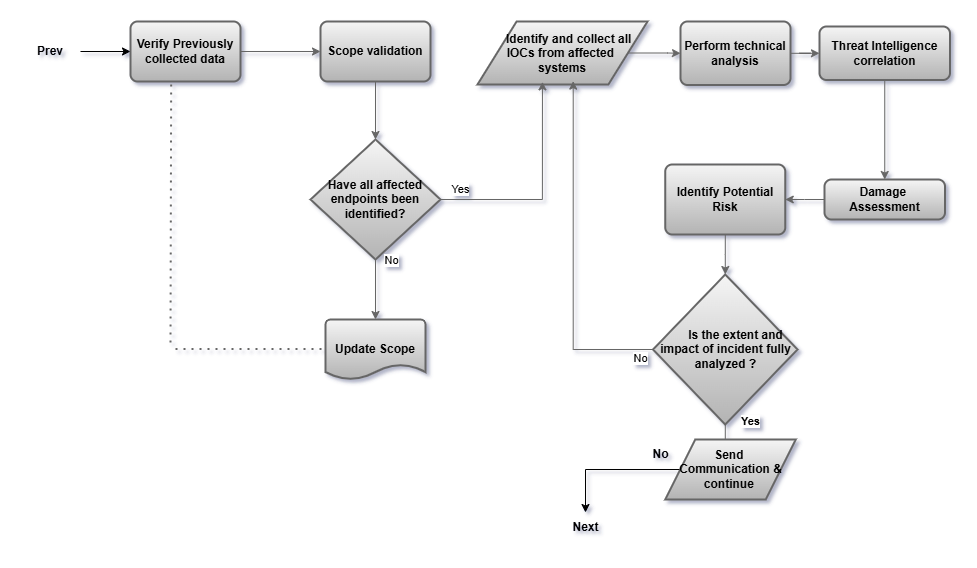 Prev
Verify Previously
collected data
Scope validation
Identify and collect all
IOCs from affected
systems
Perform technical
analysis
Threat Intelligence
correlation
Have all affected
endpoints been
identified?
Yes
No
Update Scope
Damage
Assessment
Identify Potential
Risk
Is the extent and
impact of incident fully
analyzed ?
No
Yes
Send
Communication &
continue
No
Next